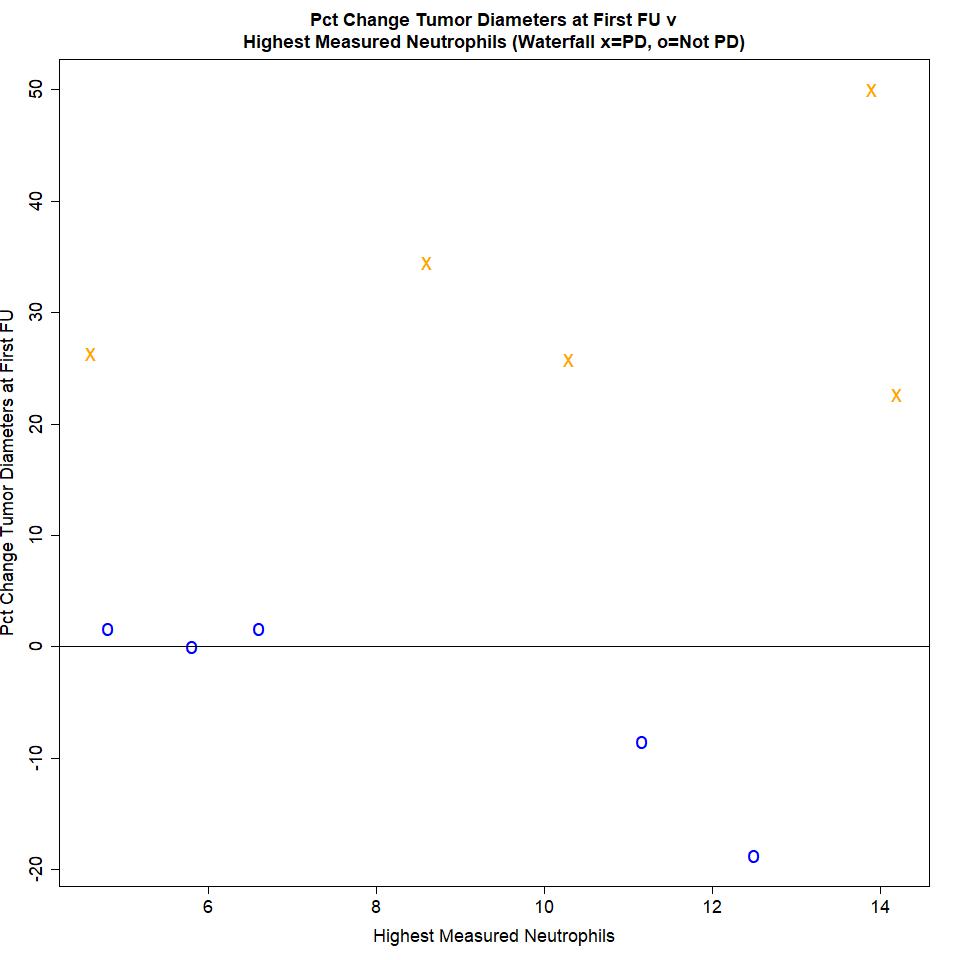 Pct Change Tumor Diameters at First FU v
Highest Measured Neutrophils (Waterfall x=PD, o=Not PD)
Pct Change Tumor Diameters at First FU
50
40
30
20
10
0
-10
-20
x
x
x
x
x
o
o
o
o
o
6
8
10
12
14
Highest Measured Neutrophils